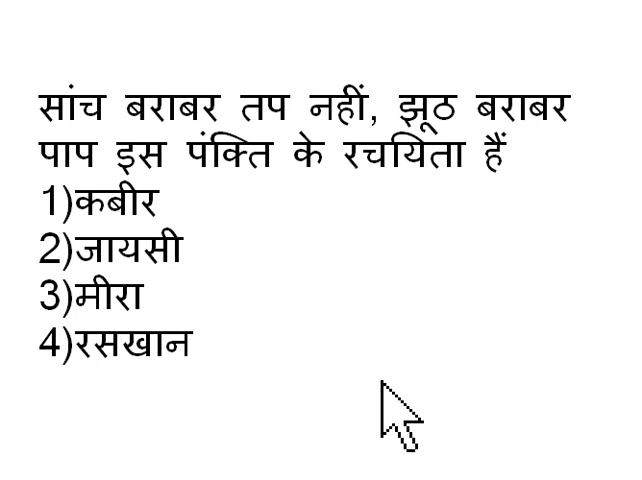 सांच बराबर तप नहीं, झूठ बराबर
पाप इस पंक्ति के रचयिता हैं
1)कबीर
2)जायसी
3)मीरा
4)रसखान